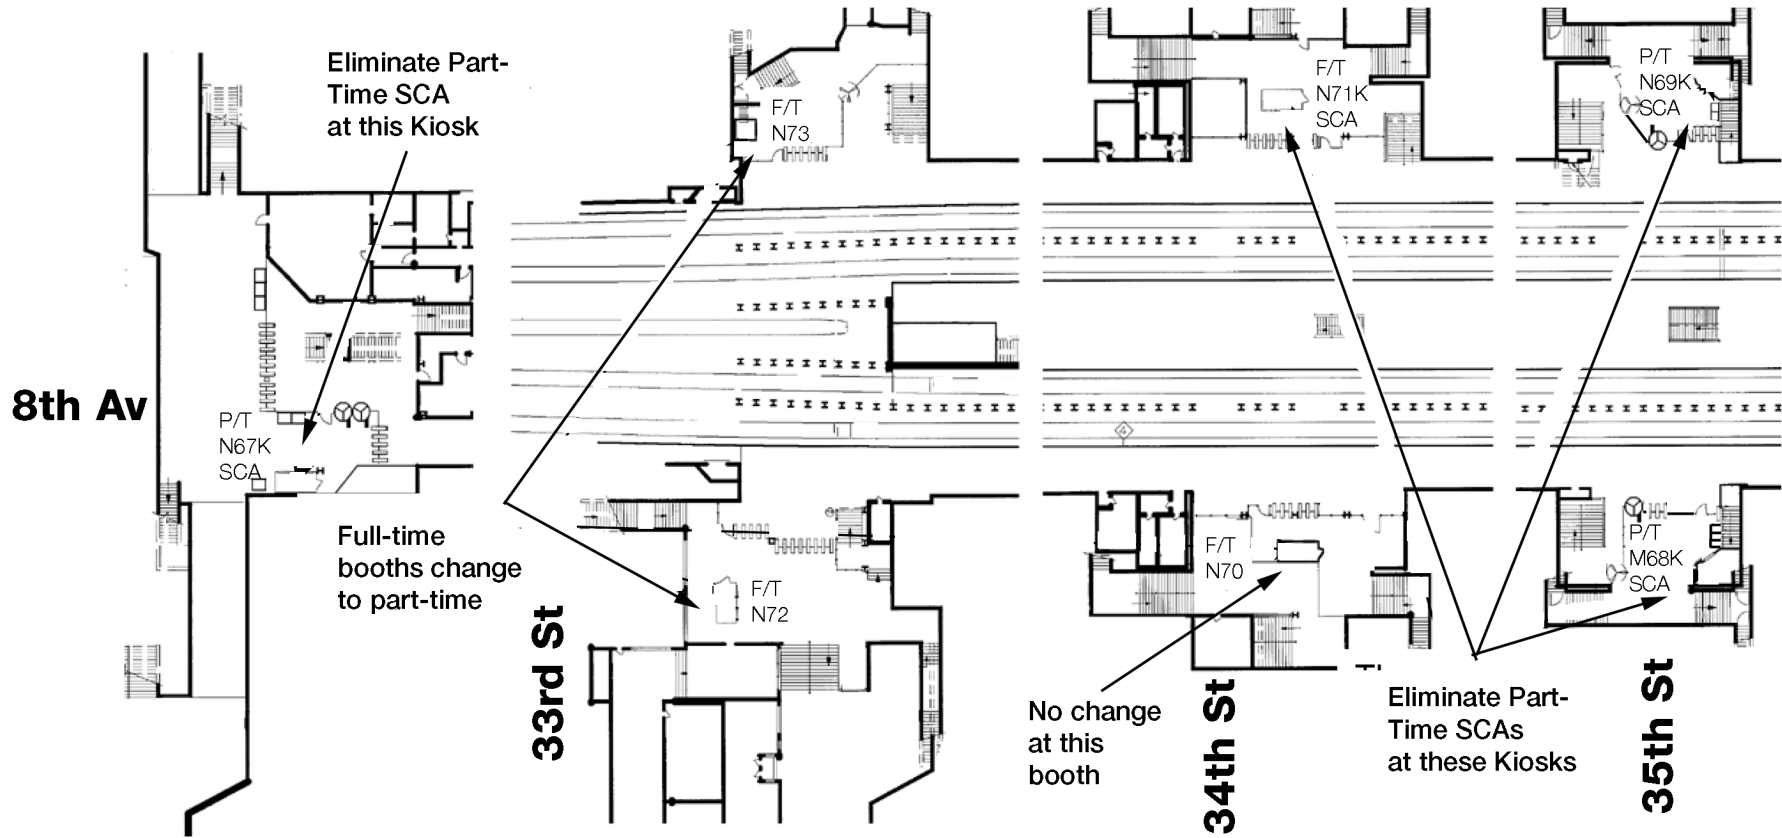 Eliminate Part-
Time SCA
at this Kiosk
F/T
N73
F/T
N71K
SCA
P/T
N69K
SCA
8th Av
P/T
N67K
SCA
4
Full-time
booths change
to part-time
33rd St
F/T
N72
F/T
N70
P/T
M68K
SCA
No change
at this
booth
34th St
Eliminate Part-
Time SCAs
at these Kiosks
35th St